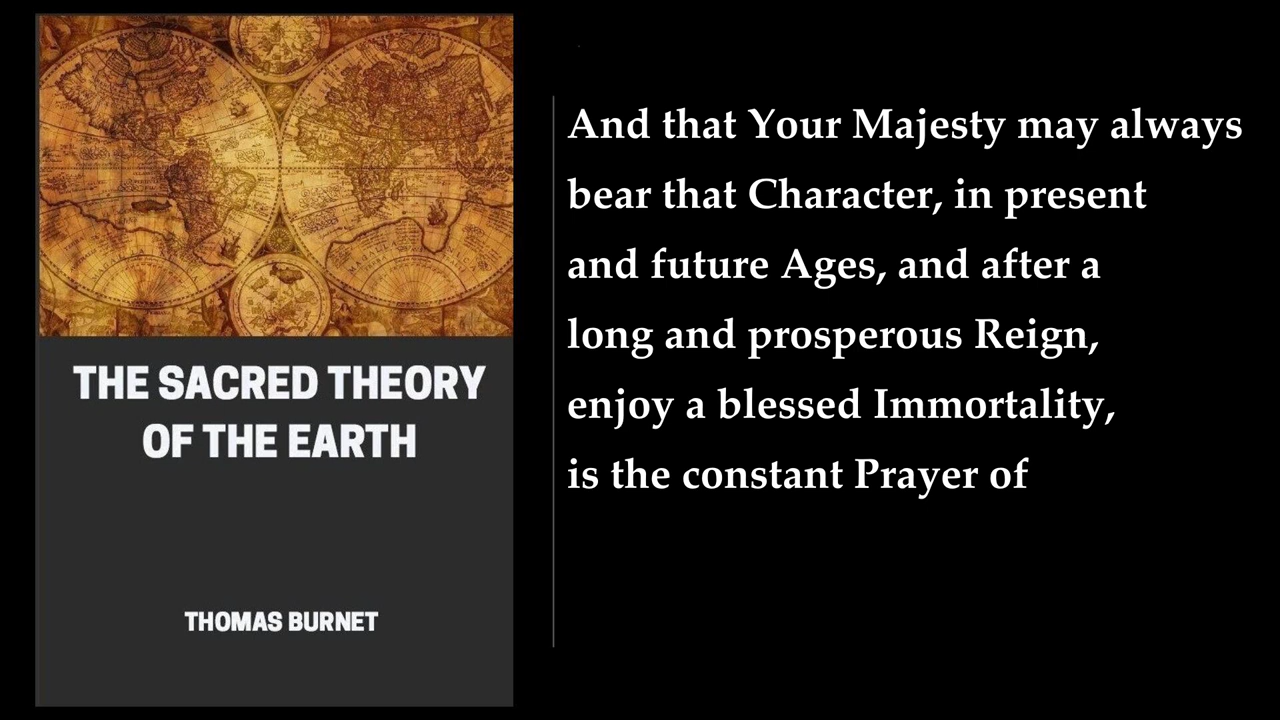 THE SACRED THEORY
OF THE EARTH
THOMAS BURNET
And that Your Majesty may always
bear that Character, in present
and future Ages, and after a
long and prosperous Reign,
enjoy a blessed Immortality,
is the constant Prayer of